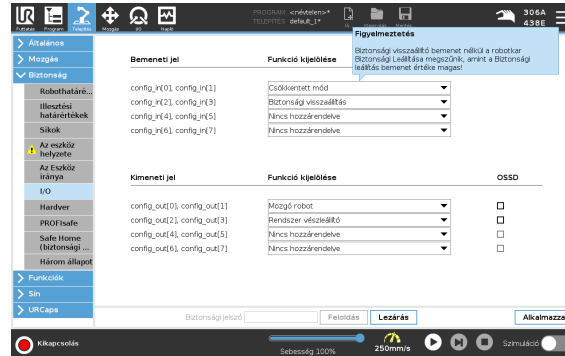 Futtatás Program Telepítés Mozgás I/O Napló
PROGRAM <névtelen>*
TELEPÍTÉS default_1*
306A
438E
Figyelmeztetés
Biztonsági visszaállító bemenet nélkül a robotkar
Biztonsági Leállítása megszűnik, amint a Biztonsági
leállítás bemenet értéke magas!
Általános
Mozgás
Biztonság
Robothatáré...
Illesztési
határértékek
Síkok
Az eszköz
helyzete
Az Eszköz
iránya
I/O
Hardver
PROFIsafe
Safe Home
(biztonsági ...
Három állapot
Funkciók
Sín
URCaps
Bemeneti jel Funkció kijelölése
config_in[0], config_in[1] Csökkentett mód
config_in[2], config_in[3] Biztonsági visszaállítás
config_in[4], config_in[5] Nincs hozzárendelve
config_in[6], config_in[7] Nincs hozzárendelve
Kimeneti jel Funkció kijelölése OSSD
config_out[0], config_out[1] Mozgó robot
config_out[2], config_out[3] Rendszer vészleállító
config_out[4], config_out[5] Nincs hozzárendelve
config_out[6], config_out[7] Nincs hozzárendelve
Biztonsági jelszó Feloldás Lezárás Alkalmazza
Kikapcsolás
Sebesség 100%
250mm/s
Szimuláció